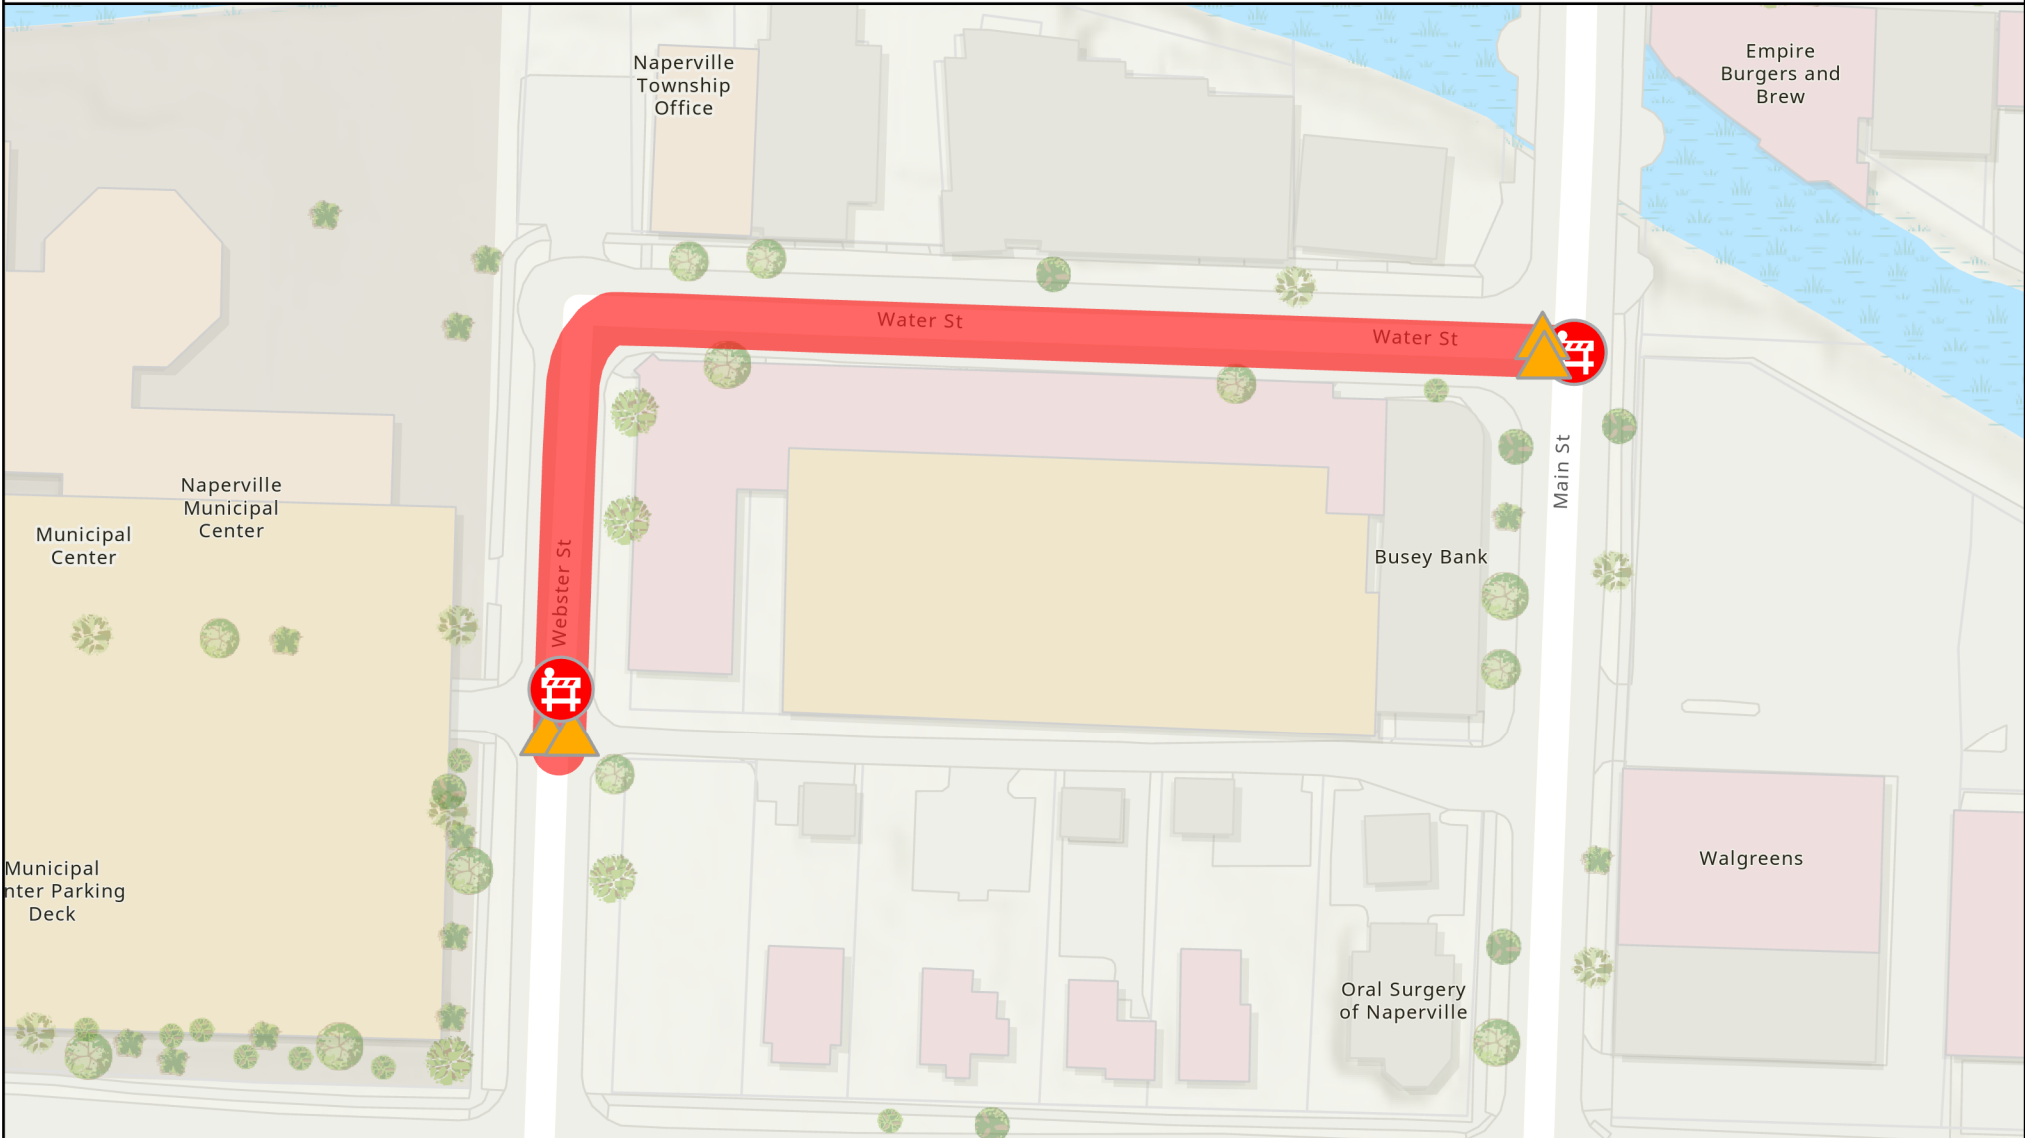 Naperville
Township
Office
Empire
Burgers and
Brew
Water St
Water St
Main St
Naperville
Municipal
Center
Municipal
Center
Busey Bank
Webster St
Municipal
nter Parking
Deck
Walgreens
Oral Surgery
of Naperville